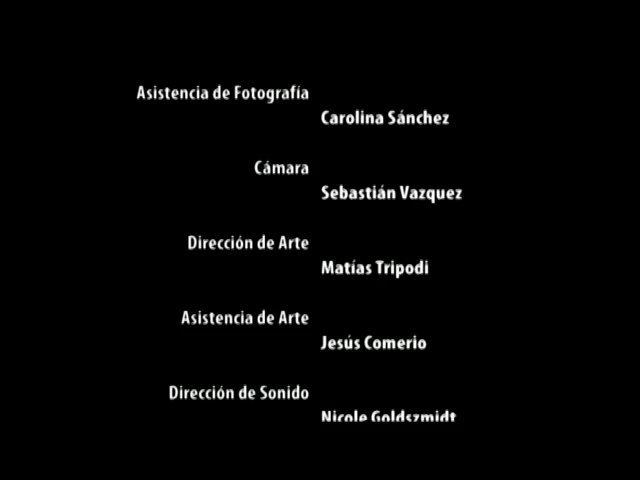 Asistencia de Fotografía
Carolina Sánchez
Cámara
Sebastián Vazquez
Dirección de Arte
Matías Tripodi
Asistencia de Arte
Jesús Comerio
Dirección de Sonido
Nicole Goldszmidt